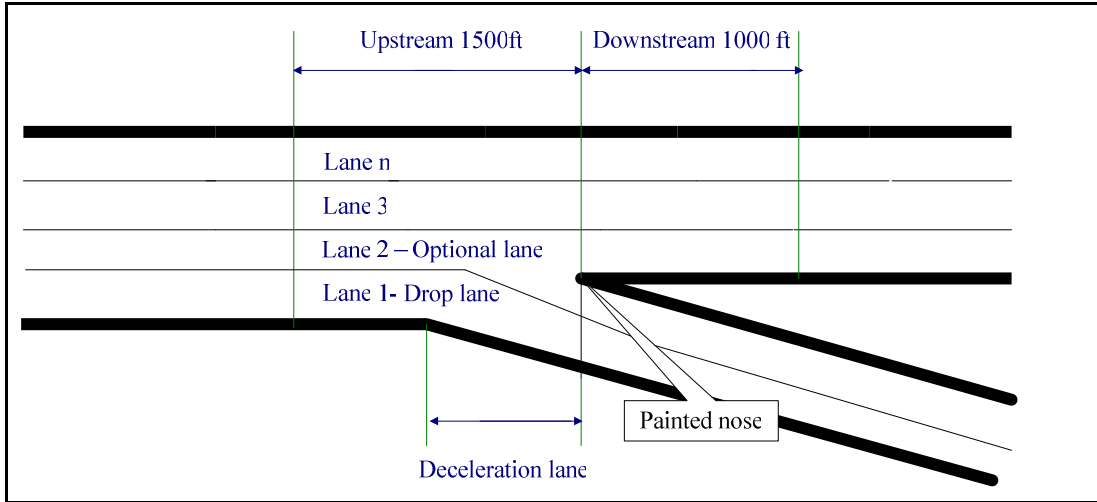 Upstream 1500ft
Downstream 1000 ft
Lane n
Lane 3
Lane 2 – Optional lane
Lane 1- Drop lane
Painted nose
Deceleration lane